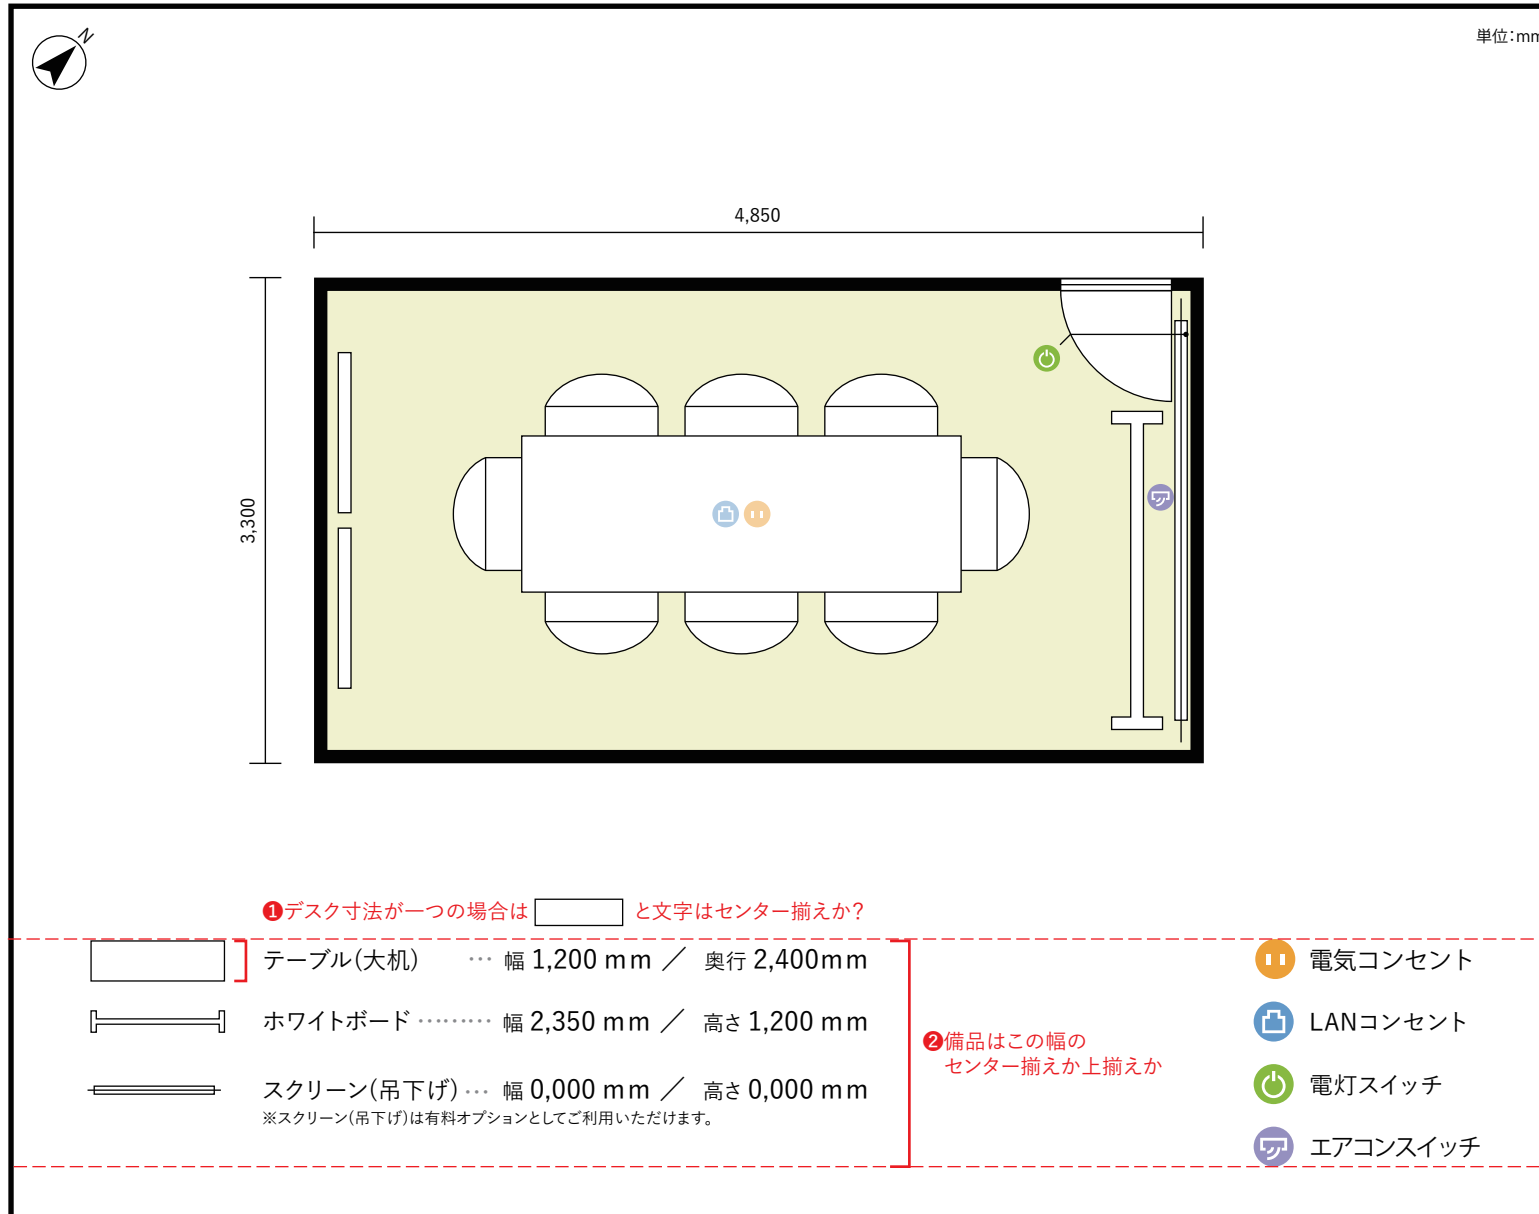 N
単位:mm
4,850
3,300
❶デスク寸法が一つの場合は と文字はセンター揃えか?
テーブル(大机) … 幅 1,200 mm ／ 奥行 2,400mm
ホワイトボード ……… 幅 2,350 mm ／ 高さ 1,200 mm
スクリーン(吊下げ) … 幅 0,000 mm ／ 高さ 0,000 mm
※スクリーン(吊下げ)は有料オプションとしてご利用いただけます。
❷備品はこの幅の
センター揃えか上揃えか
電気コンセント
LANコンセント
電灯スイッチ
エアコンスイッチ